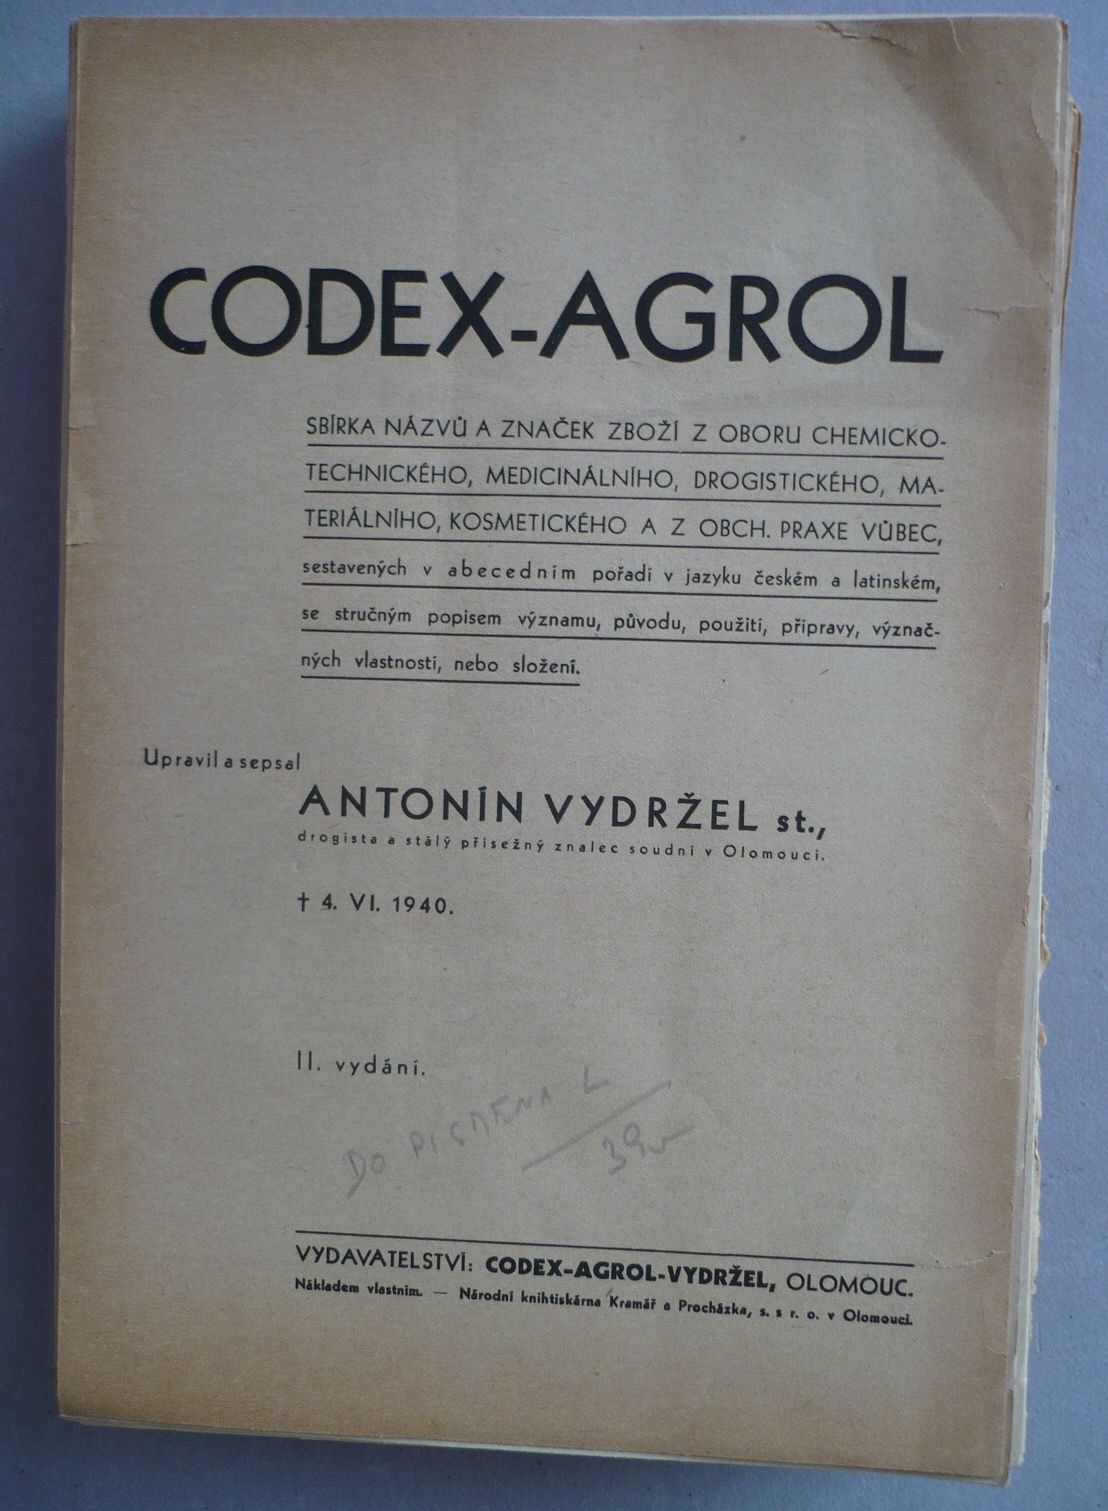 CODEX-AGROL
SBÍRKA NÁZVŮ A ZNAČEK ZBOŽÍ Z OBORU CHEMICKO-
TECHNICKÉHO, MEDICINÁLNÍHO, DROGISTICKÉHO, MA-
TERIÁLNÍHO, KOSMETICKÉHO A Z OBCH. PRAXE VŮBEC,
sestavených v abecedním pořadí v jazyku českém a latinském,
se stručným popisem významu, původu, použití, přípravy, význač-
ných vlastností, nebo složení.
Upravil a sepsal
ANTONÍN VYDRŽEL st.,
drogista a stálý přísežný znalec soudní v Olomouci.
† 4. VI. 1940.
II. vydání.
DO PISMENA L
VYDAVATELSTVÍ: CODEX-AGROL-VYDRŽEL, OLOMOUC.
Nákladem vlastním. — Národní knihtiskárna Kramář a Procházka, s. s r. o. v Olomouci.